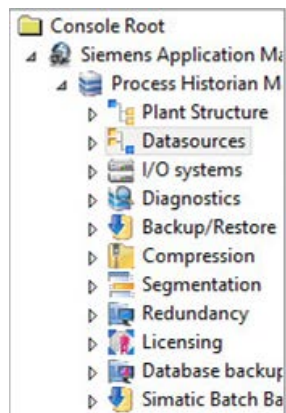 Console Root
Siemens Application Ma
Process Historian M
Plant Structure
Datasources
I/O systems
Diagnostics
Backup/Restore
Compression
Segmentation
Redundancy
Licensing
Database backup
Simatic Batch Ba